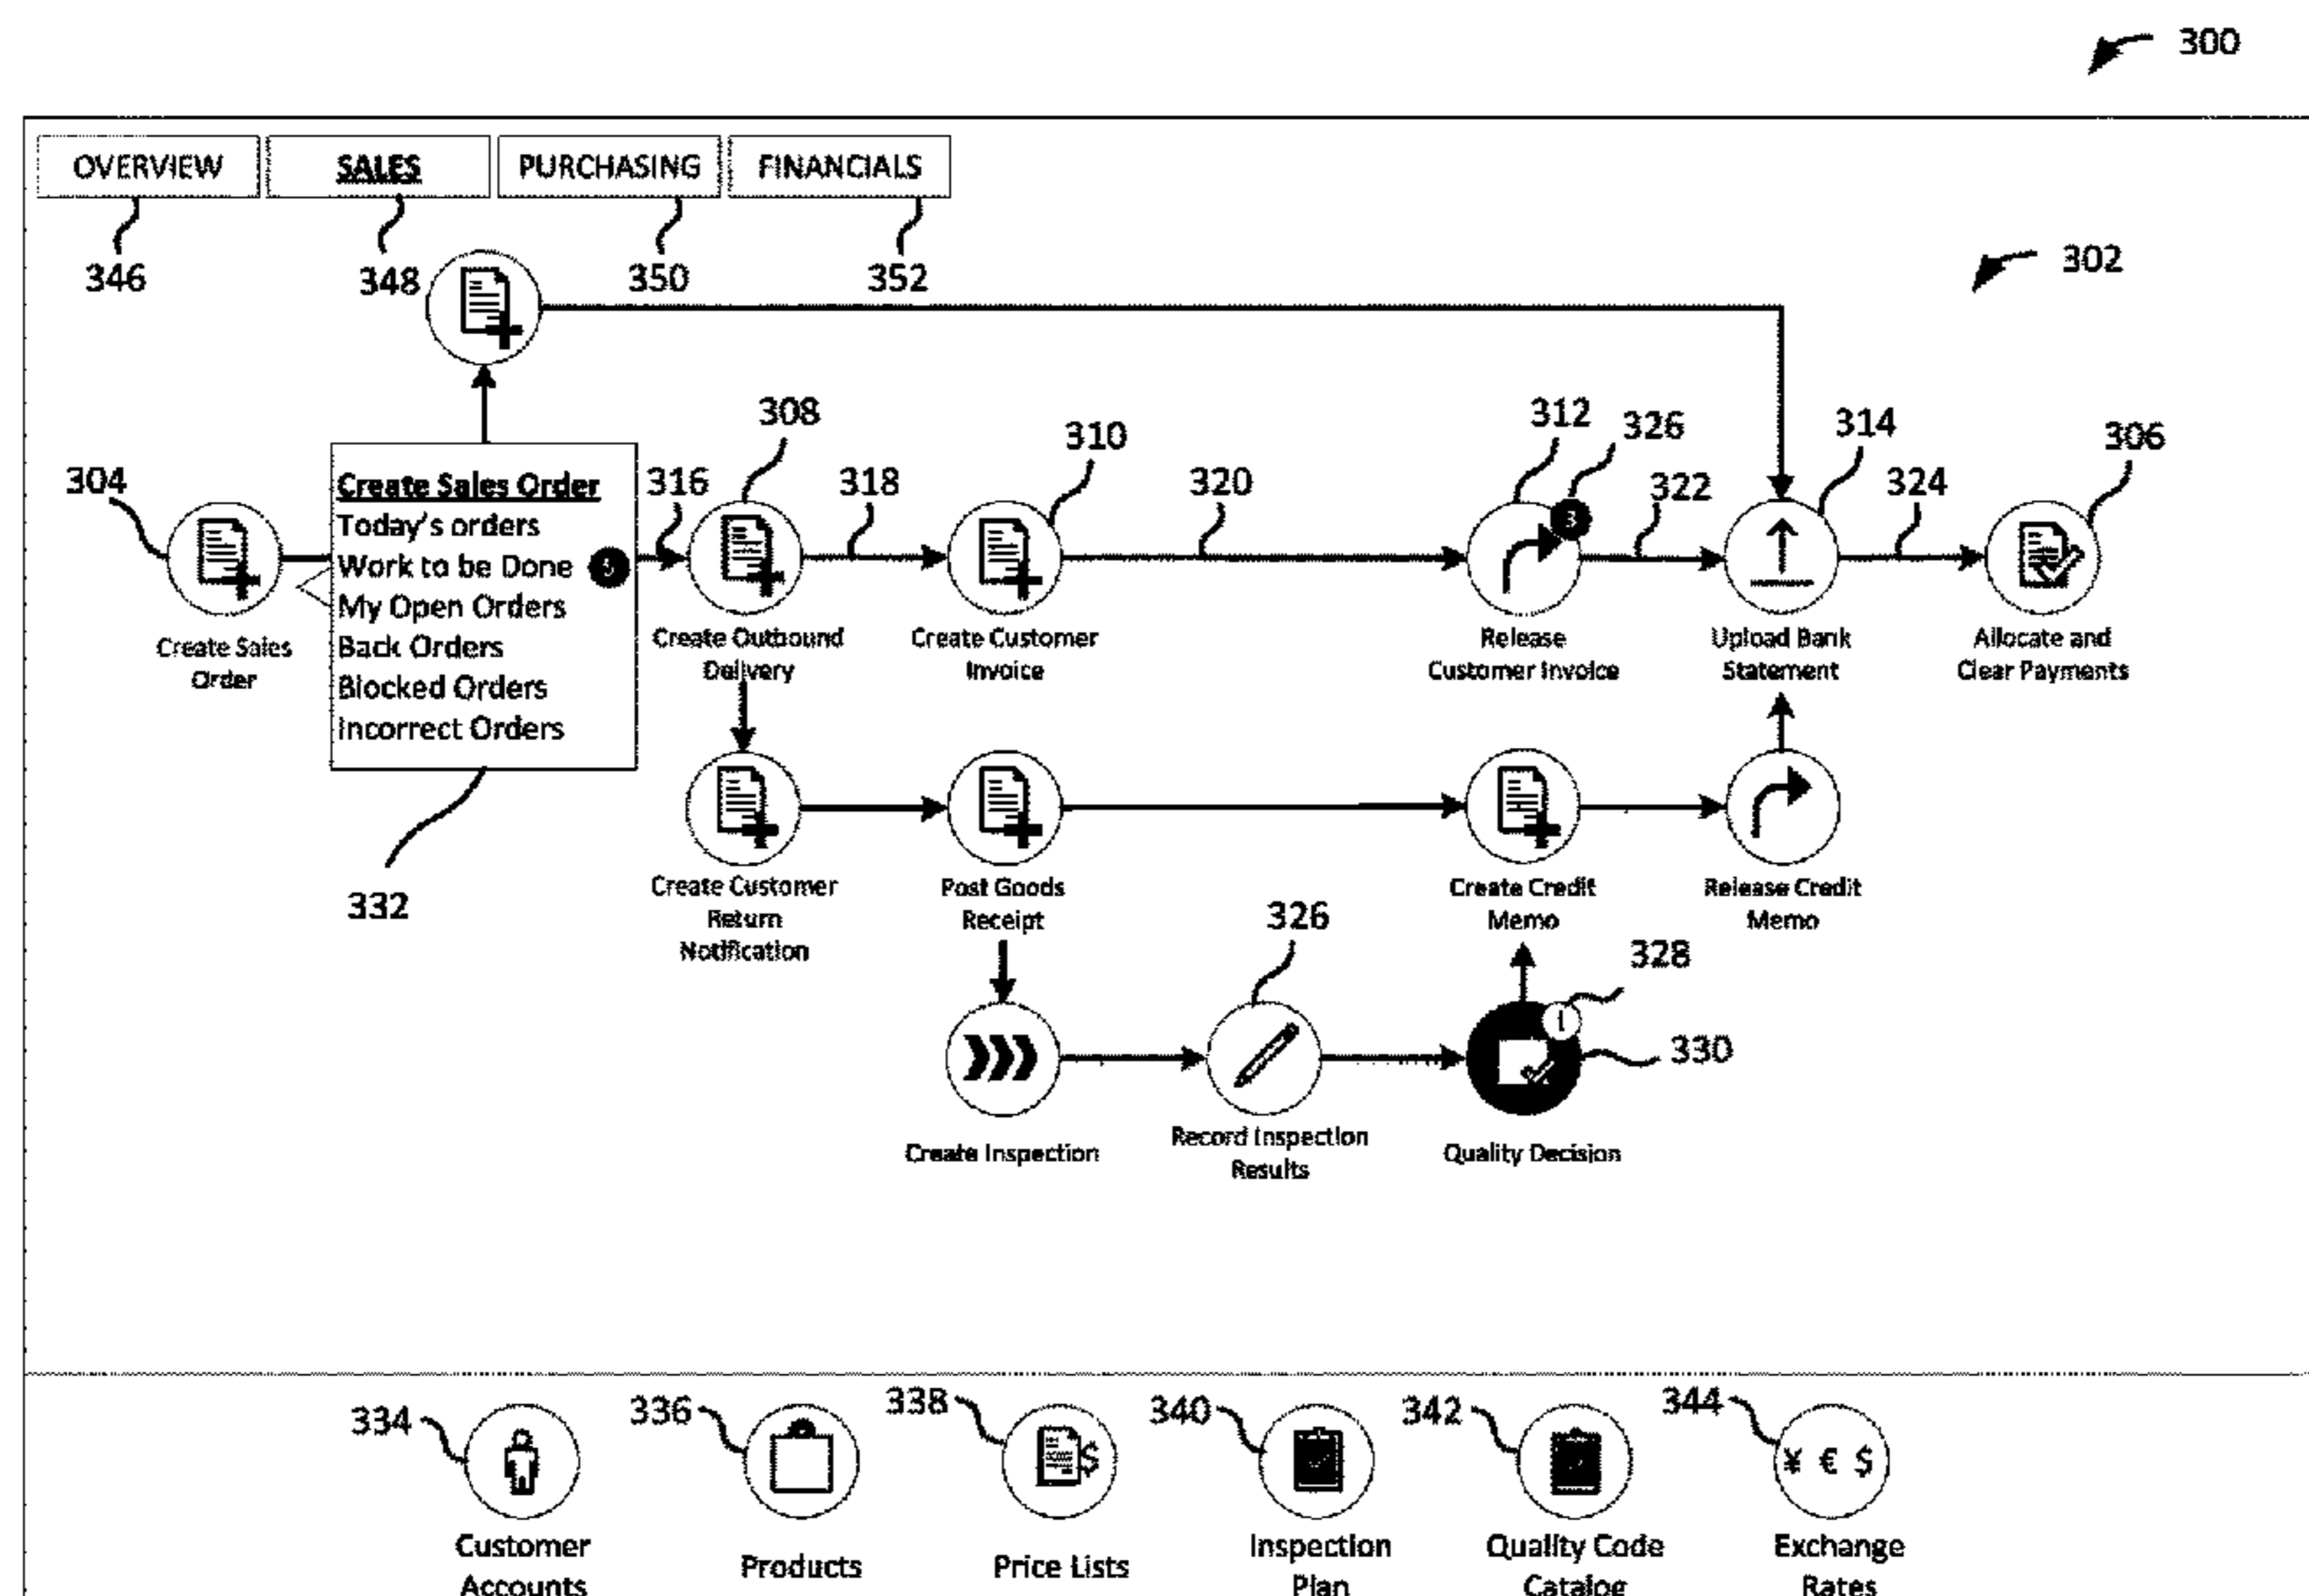 300
OVERVIEW
SALES
PURCHASING
FINANCIALS
346
348
350
352
302
308
310
312
326
314
306
304
Create Sales Order
316
318
320
322
324
Today's orders
3
Work to be Done
My Open Orders
Back Orders
Blocked Orders
Incorrect Orders
Create Sales
Order
Create Outbound
Delivery
Create Customer
Invoice
Release
Customer Invoice
Upload Bank
Statement
Allocate and
Clear Payments
332
Create Customer
Return
Notification
Post Goods
Receipt
326
Create Credit
Memo
Release Credit
Memo
328
330
Create Inspection
Record Inspection
Results
Quality Decision
334
336
338
340
342
344
¥ € $
$
Customer
Accounts
Products
Price Lists
Inspection
Plan
Quality Code
Catalog
Exchange
Rates